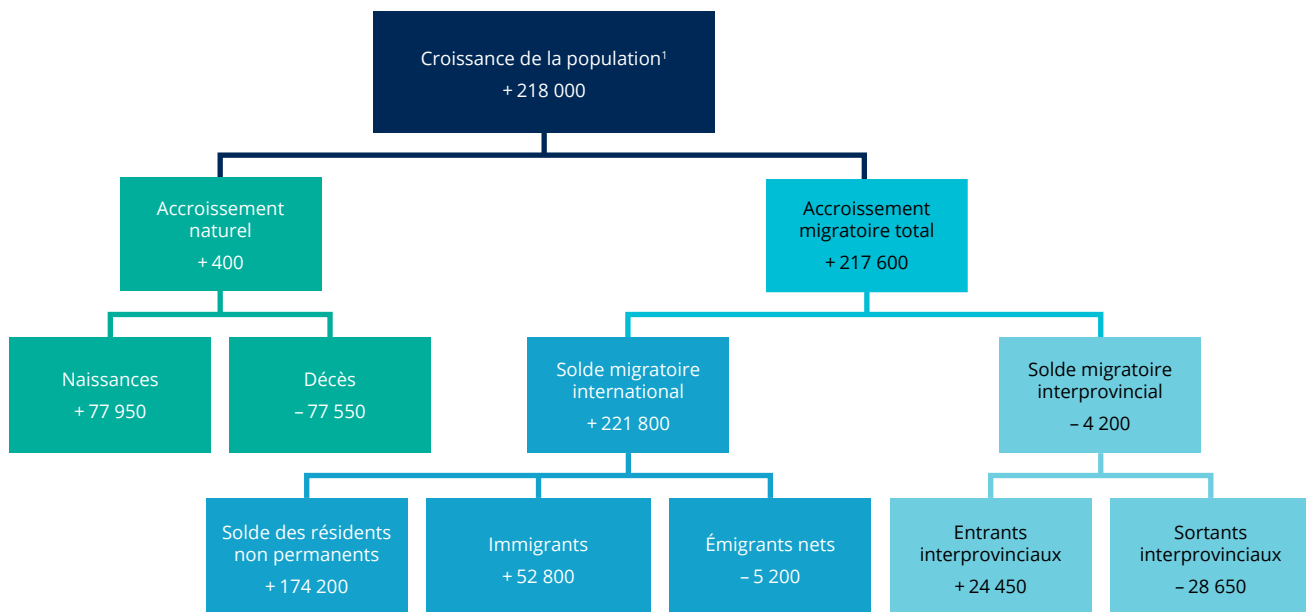 Croissance de la population¹
+ 218 000
Accroissement
naturel
+ 400
Accroissement
migratoire total
+ 217 600
Naissances
+ 77 950
Décès
– 77 550
Solde migratoire
international
+ 221 800
Solde migratoire
interprovincial
– 4 200
Solde des résidents
non permanents
+ 174 200
Immigrants
+ 52 800
Émigrants nets
– 5 200
Entrants
interprovinciaux
+ 24 450
Sortants
interprovinciaux
– 28 650